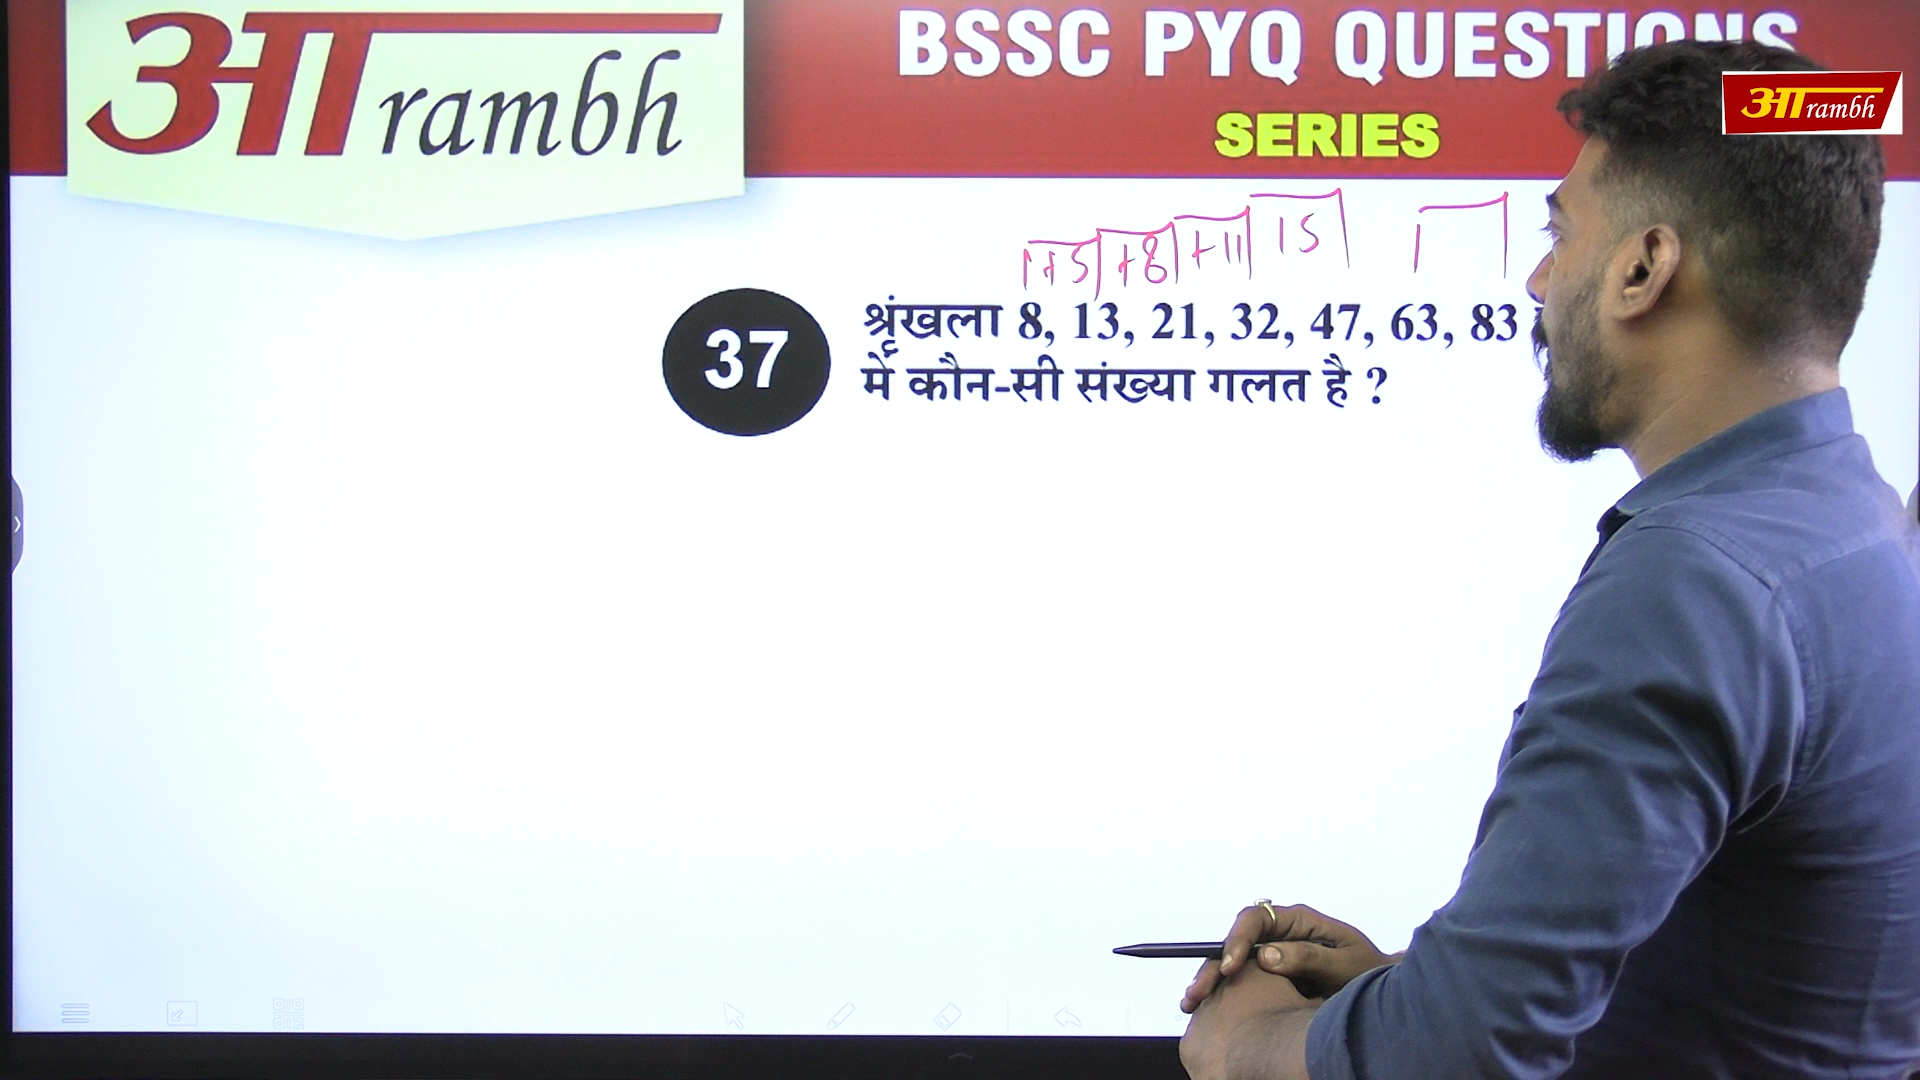 आrambh
BSSC PYQ QUESTIONS
SERIES
आrambh
+5 +8 +11 15
37
श्रृंखला 8, 13, 21, 32, 47, 63, 83
में कौन-सी संख्या गलत है ?